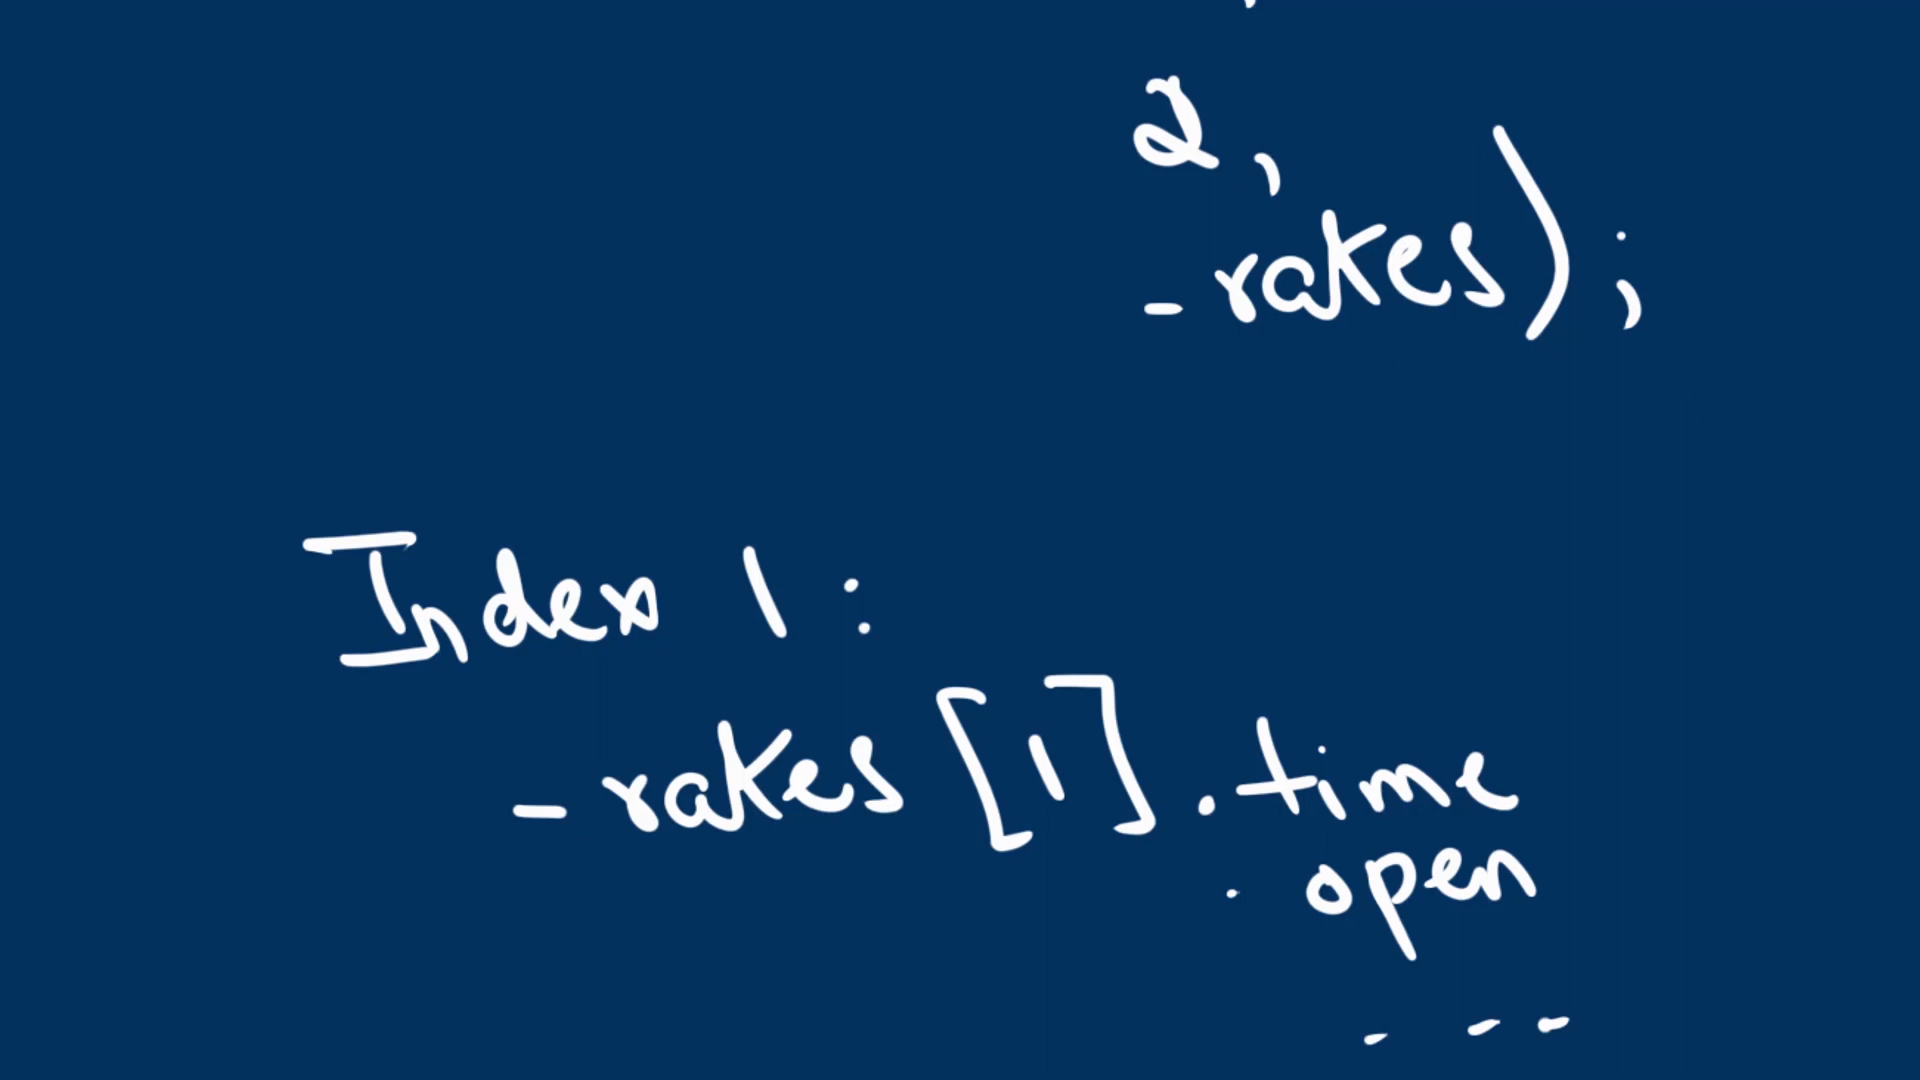 2,
_rates);
Index 1:
_rates[1].time
.open
. - -